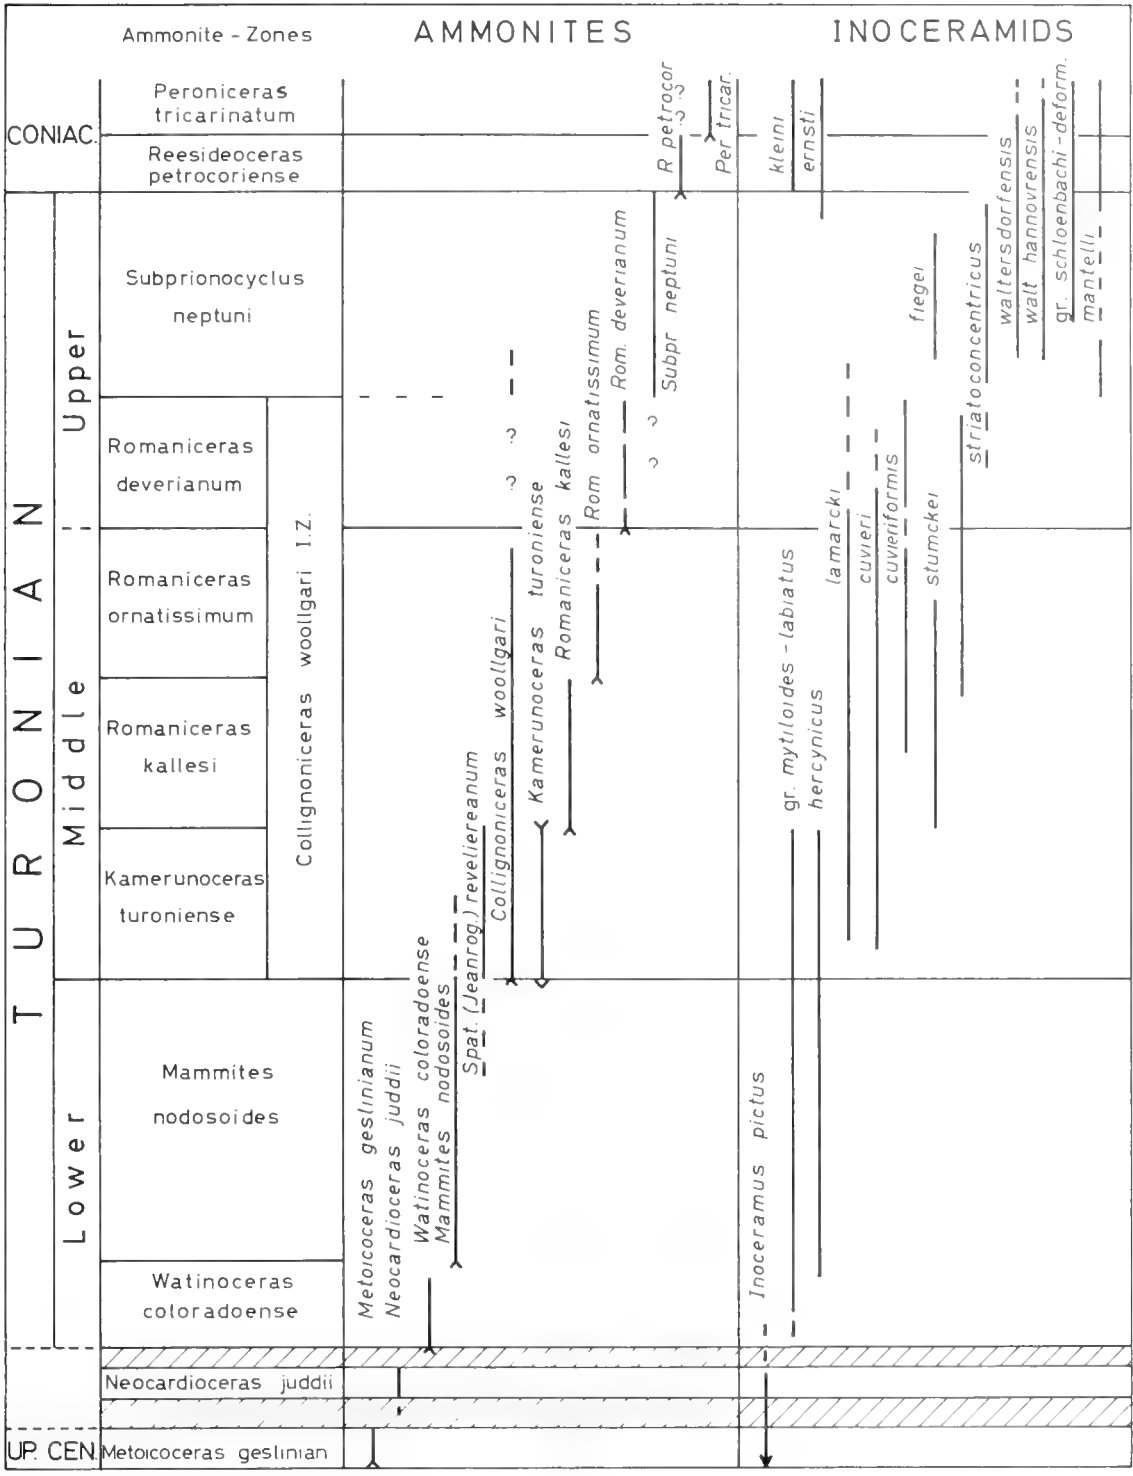 Ammonite - Zones
AMMONITES
INOCERAMIDS
CONIAC.
Peroniceras
tricarinatum
Reesideoceras
petrocoriense
TURONIAN
Upper
Middle
Lower
Subprionocyclus
neptuni
Romaniceras
deverianum
Romaniceras
ornatissimum
Romaniceras
kallesi
Kamerunoceras
turoniense
Collignoniceras woollgari I.Z.
Mammites
nodosoides
Watinoceras
coloradoense
Neocardioceras juddii
UP. CEN.
Metoicoceras geslinian
Metoicoceras geslinianum
Neocardioceras juddii
Watinoceras coloradoense
Mammites nodosoides
Spat. (Jeanrog.) reveliereanum
Collignoniceras woollgari
? ?
Kamerunoceras turoniense
Romaniceras kallesi
Rom ornatissimum
Rom. deverianum
Subpr neptuni
? ?
R petrocor
? ?
Per tricar.
Inoceramus pictus
gr. mytiloides - labiatus
hercynicus
kleini
ernsti
lamarcki
cuvieri
cuvieriformis
stumckei
fiegei
striatoconcentricus
waltersdorfensis
walt hannovrensis
gr. schloenbachi-deform.
mantelli